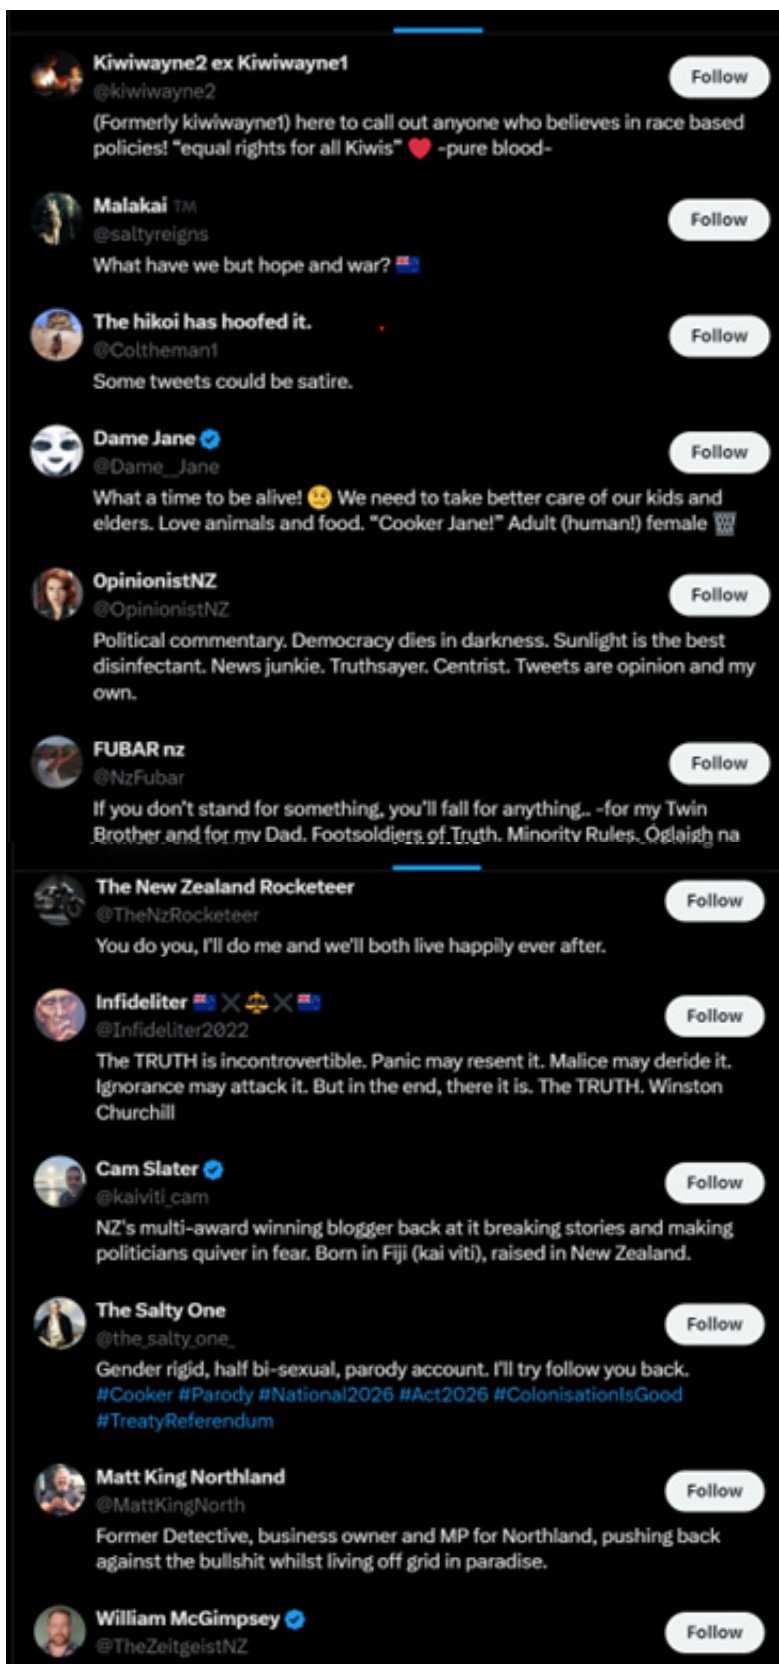 Kiwiwayne2 ex Kiwiwayne1
@kiwiwayne2
Follow
(Formerly kiwiwayne1) here to call out anyone who believes in race based
policies! “equal rights for all Kiwis” ❤️ -pure blood-
Malakai TM
@saltyreigns
Follow
What have we but hope and war? 🇳🇿
The hikoi has hoofed it.
@Coltheman1
Follow
Some tweets could be satire.
Dame Jane
@Dame__Jane
Follow
What a time to be alive! 🥴 We need to take better care of our kids and
elders. Love animals and food. “Cooker Jane!” Adult (human!) female 🗑️
OpinionistNZ
@OpinionistNZ
Follow
Political commentary. Democracy dies in darkness. Sunlight is the best
disinfectant. News junkie. Truthsayer. Centrist. Tweets are opinion and my
own.
FUBAR nz
@NzFubar
Follow
If you don’t stand for something, you’ll fall for anything.. -for my Twin
Brother and for my Dad. Footsoldiers of Truth. Minority Rules. Óglaigh na
The New Zealand Rocketeer
@TheNzRocketeer
Follow
You do you, I’ll do me and we’ll both live happily ever after.
Infideliter 🇳🇿✖️⚖️✖️🇳🇿
@Infideliter2022
Follow
The TRUTH is incontrovertible. Panic may resent it. Malice may deride it.
Ignorance may attack it. But in the end, there it is. The TRUTH. Winston
Churchill
Cam Slater
@kaiviti_cam
Follow
NZ’s multi-award winning blogger back at it breaking stories and making
politicians quiver in fear. Born in Fiji (kai viti), raised in New Zealand.
The Salty One
@the_salty_one_
Follow
Gender rigid, half bi-sexual, parody account. I’ll try follow you back.
#Cooker #Parody #National2026 #Act2026 #ColonisationIsGood
#TreatyReferendum
Matt King Northland
@MattKingNorth
Follow
Former Detective, business owner and MP for Northland, pushing back
against the bullshit whilst living off grid in paradise.
William McGimpsey
@TheZeitgeistNZ
Follow